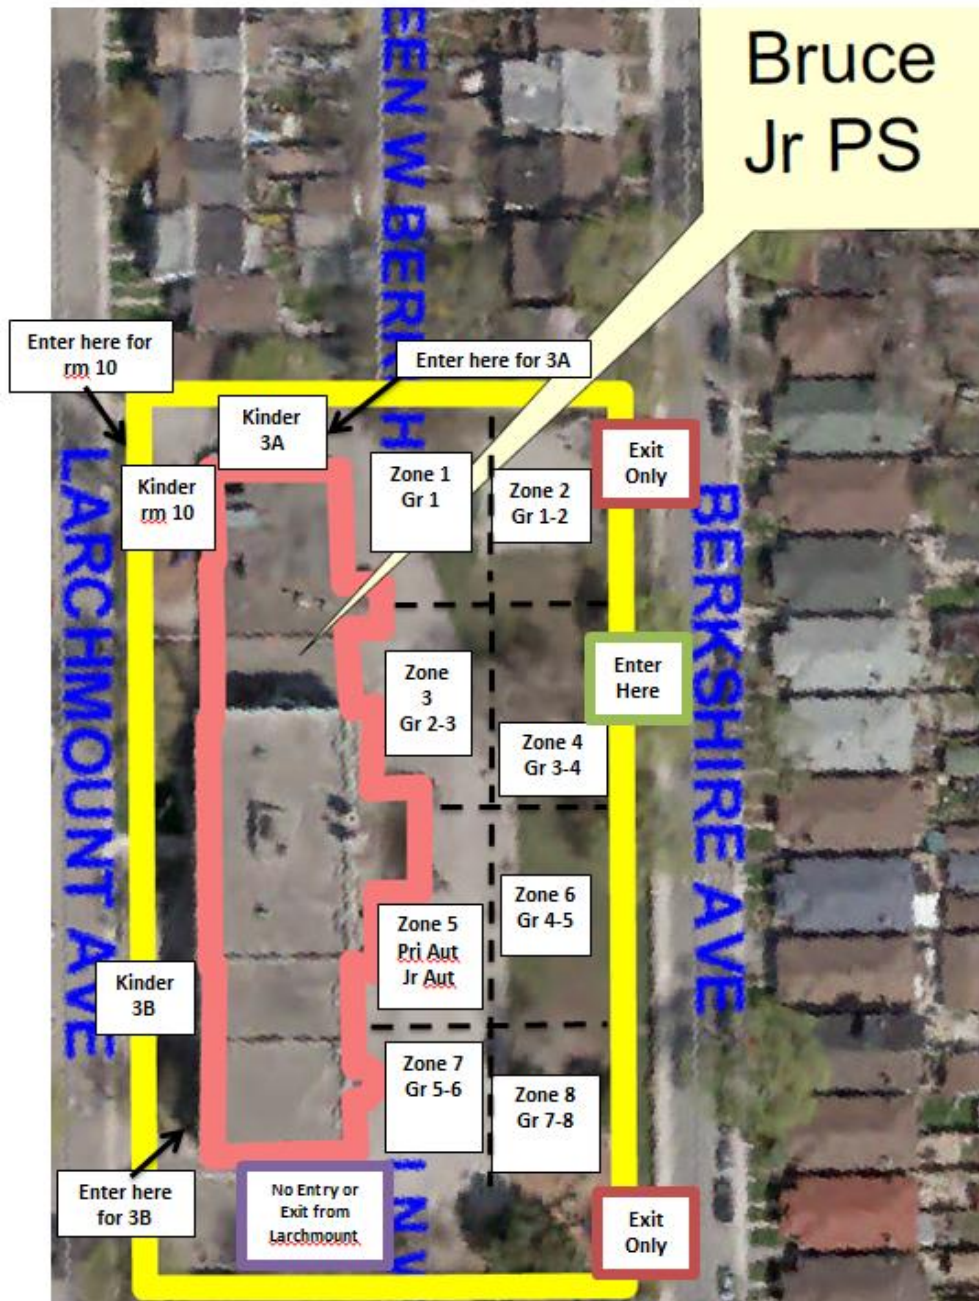 Bruce
Jr PS
EEN W BERK
H
Enter here for
rm 10
Enter here for 3A
Kinder
3A
Exit
Only
Kinder
rm 10
Zone 1
Gr 1
Zone 2
Gr 1-2
LARCHMOUNT AVE
BERKSHIRE AVE
Enter
Here
Zone
3
Gr 2-3
Zone 4
Gr 3-4
Zone 6
Gr 4-5
Zone 5
Pri Aut
Jr Aut
Kinder
3B
Zone 7
Gr 5-6
Zone 8
Gr 7-8
Enter here
for 3B
No Entry or
Exit from
Larchmount
Exit
Only